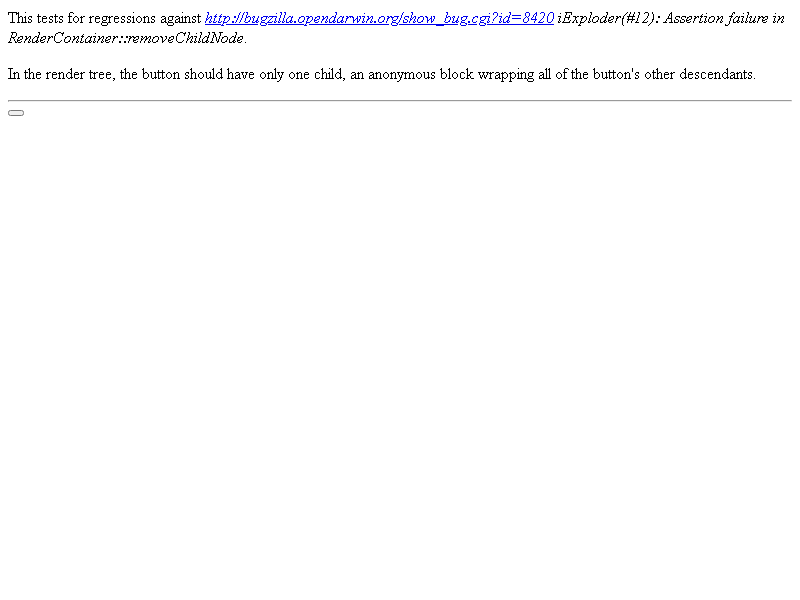 This tests for regressions against http://bugzilla.opendarwin.org/show_bug.cgi?id=8420 iExploder(#12): Assertion failure in
RenderContainer::removeChildNode.
In the render tree, the button should have only one child, an anonymous block wrapping all of the button's other descendants.